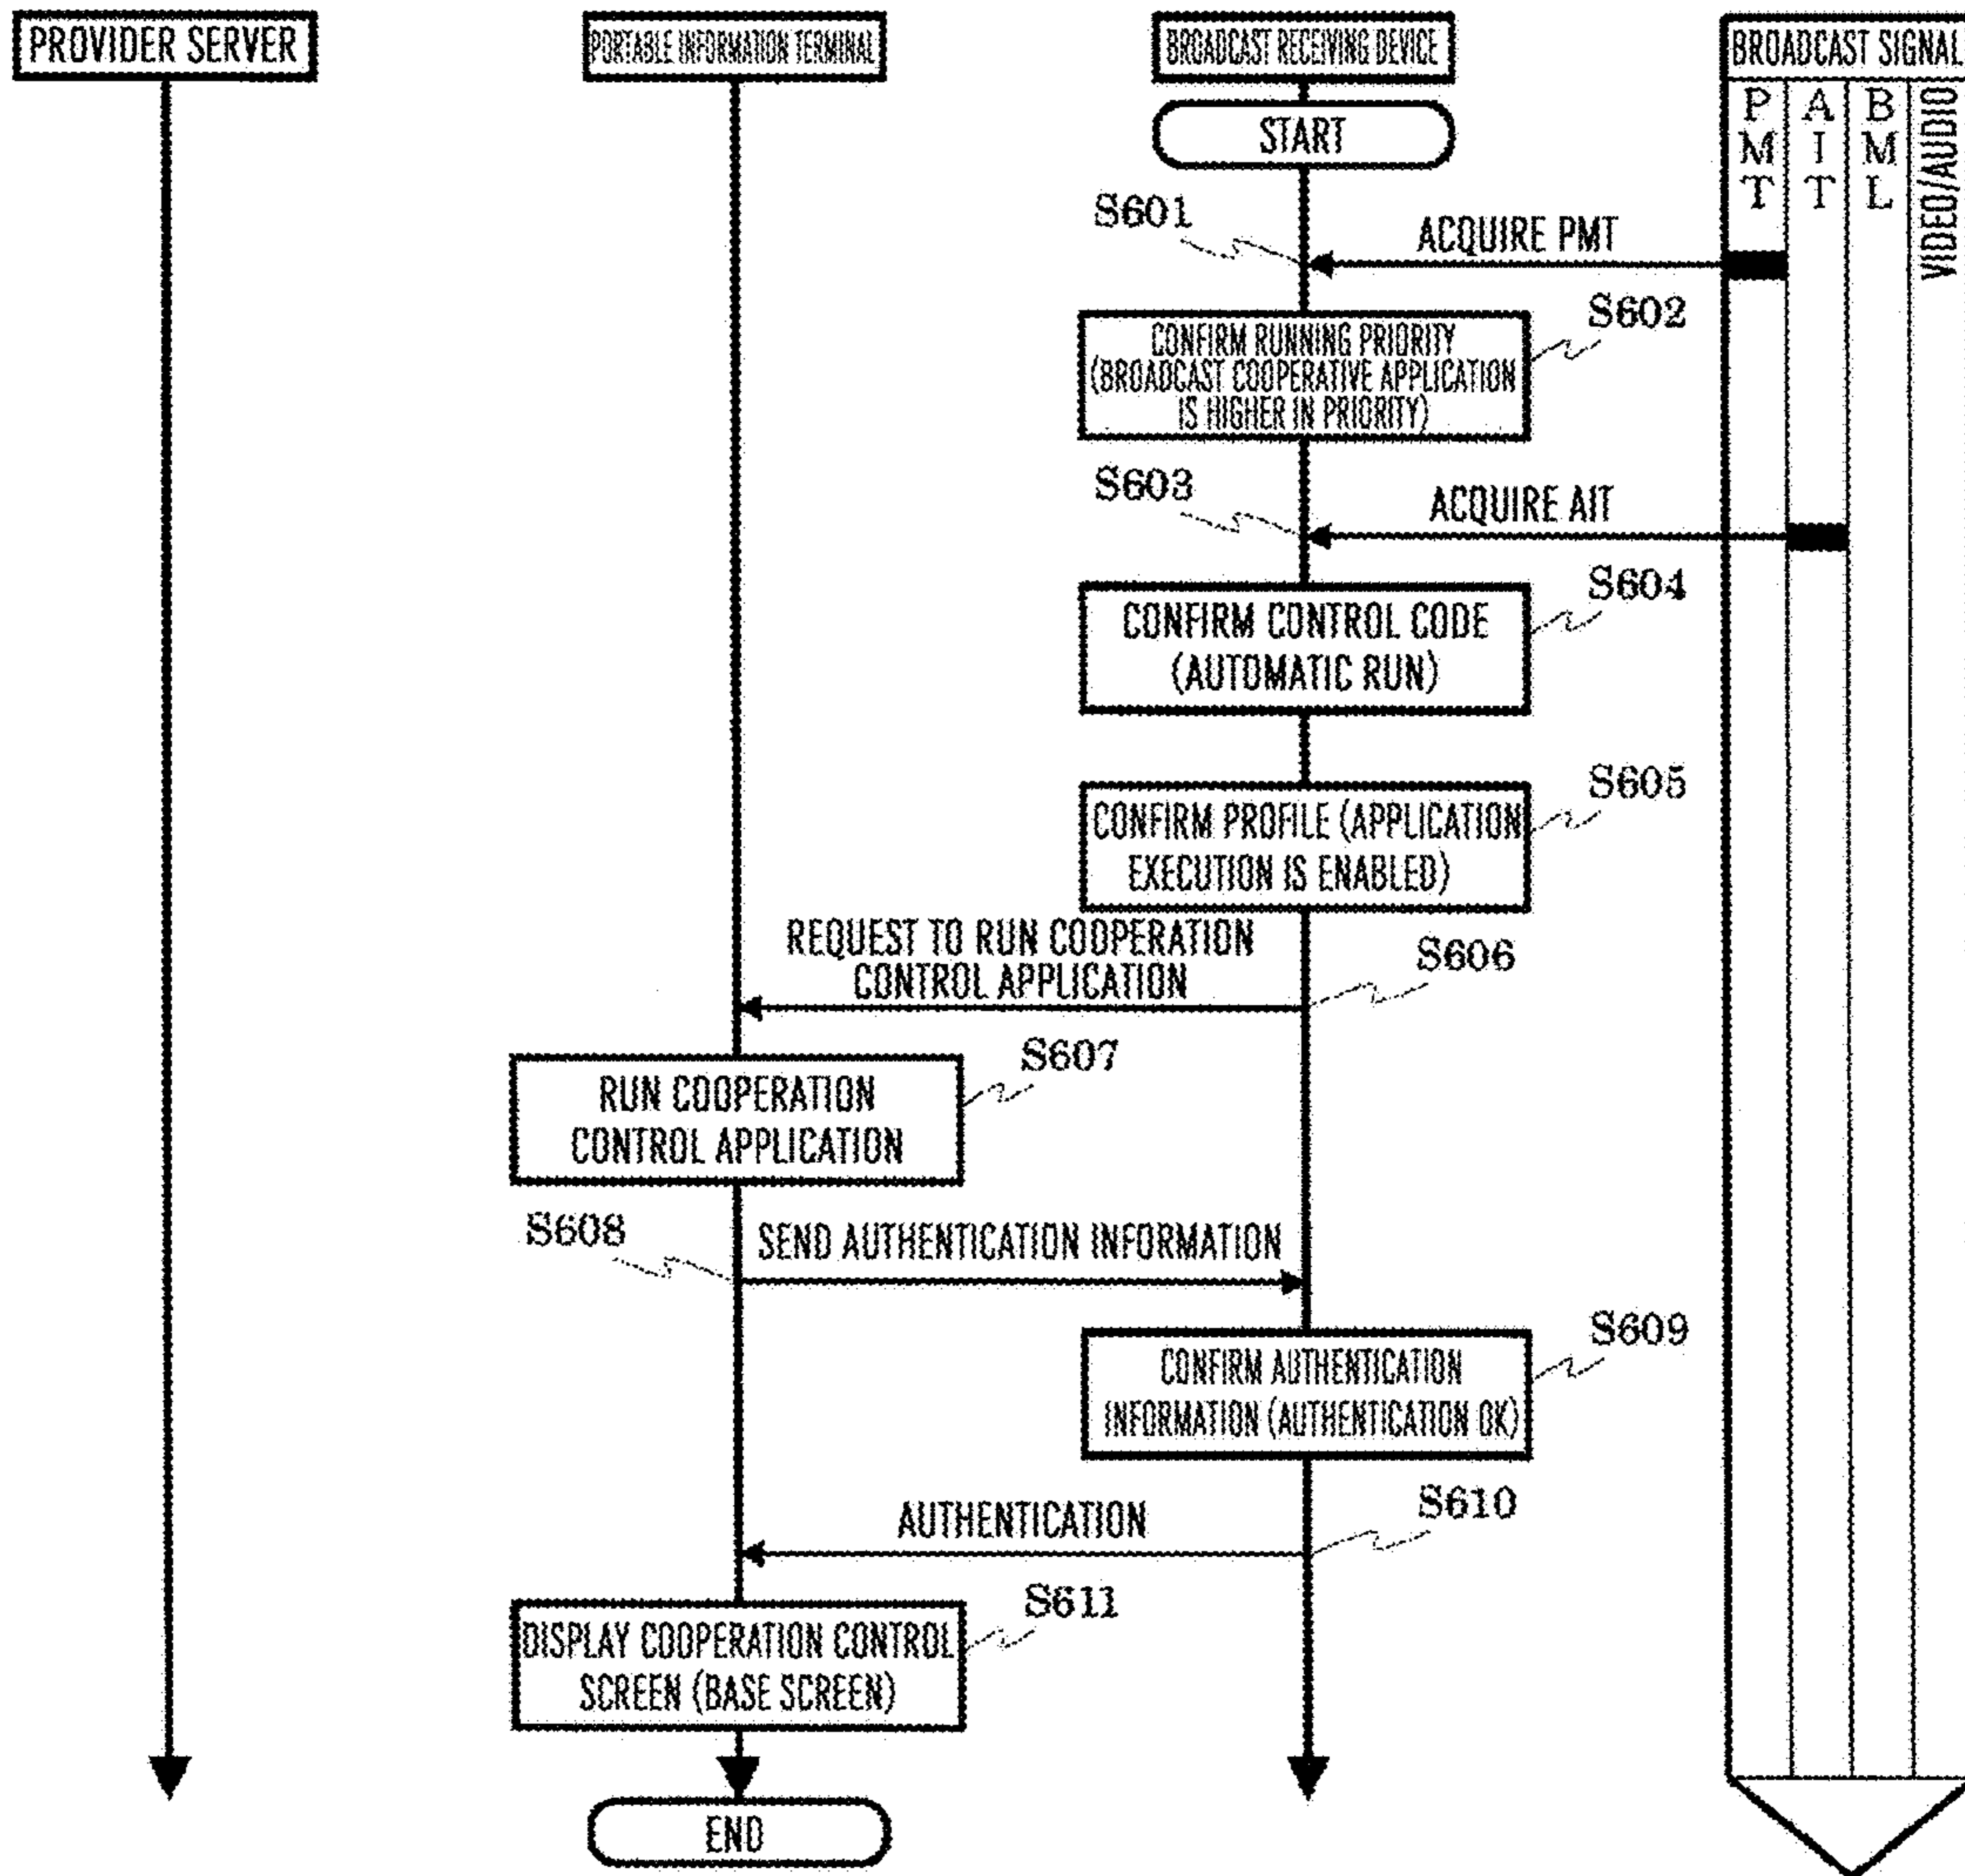 PROVIDER SERVER
PORTABLE INFORMATION TERMINAL
BROADCAST RECEIVING DEVICE
BROADCAST SIGNAL
PMT
AIT
BML
VIDEO/AUDIO
START
S601
ACQUIRE PMT
S602
CONFIRM RUNNING PRIORITY
(BROADCAST COOPERATIVE APPLICATION
IS HIGHER IN PRIORITY)
S603
ACQUIRE AIT
S604
CONFIRM CONTROL CODE
(AUTOMATIC RUN)
S605
CONFIRM PROFILE (APPLICATION
EXECUTION IS ENABLED)
REQUEST TO RUN COOPERATION
CONTROL APPLICATION
S606
S607
RUN COOPERATION
CONTROL APPLICATION
S608
SEND AUTHENTICATION INFORMATION
S609
CONFIRM AUTHENTICATION
INFORMATION (AUTHENTICATION OK)
S610
AUTHENTICATION
S611
DISPLAY COOPERATION CONTROL
SCREEN (BASE SCREEN)
END